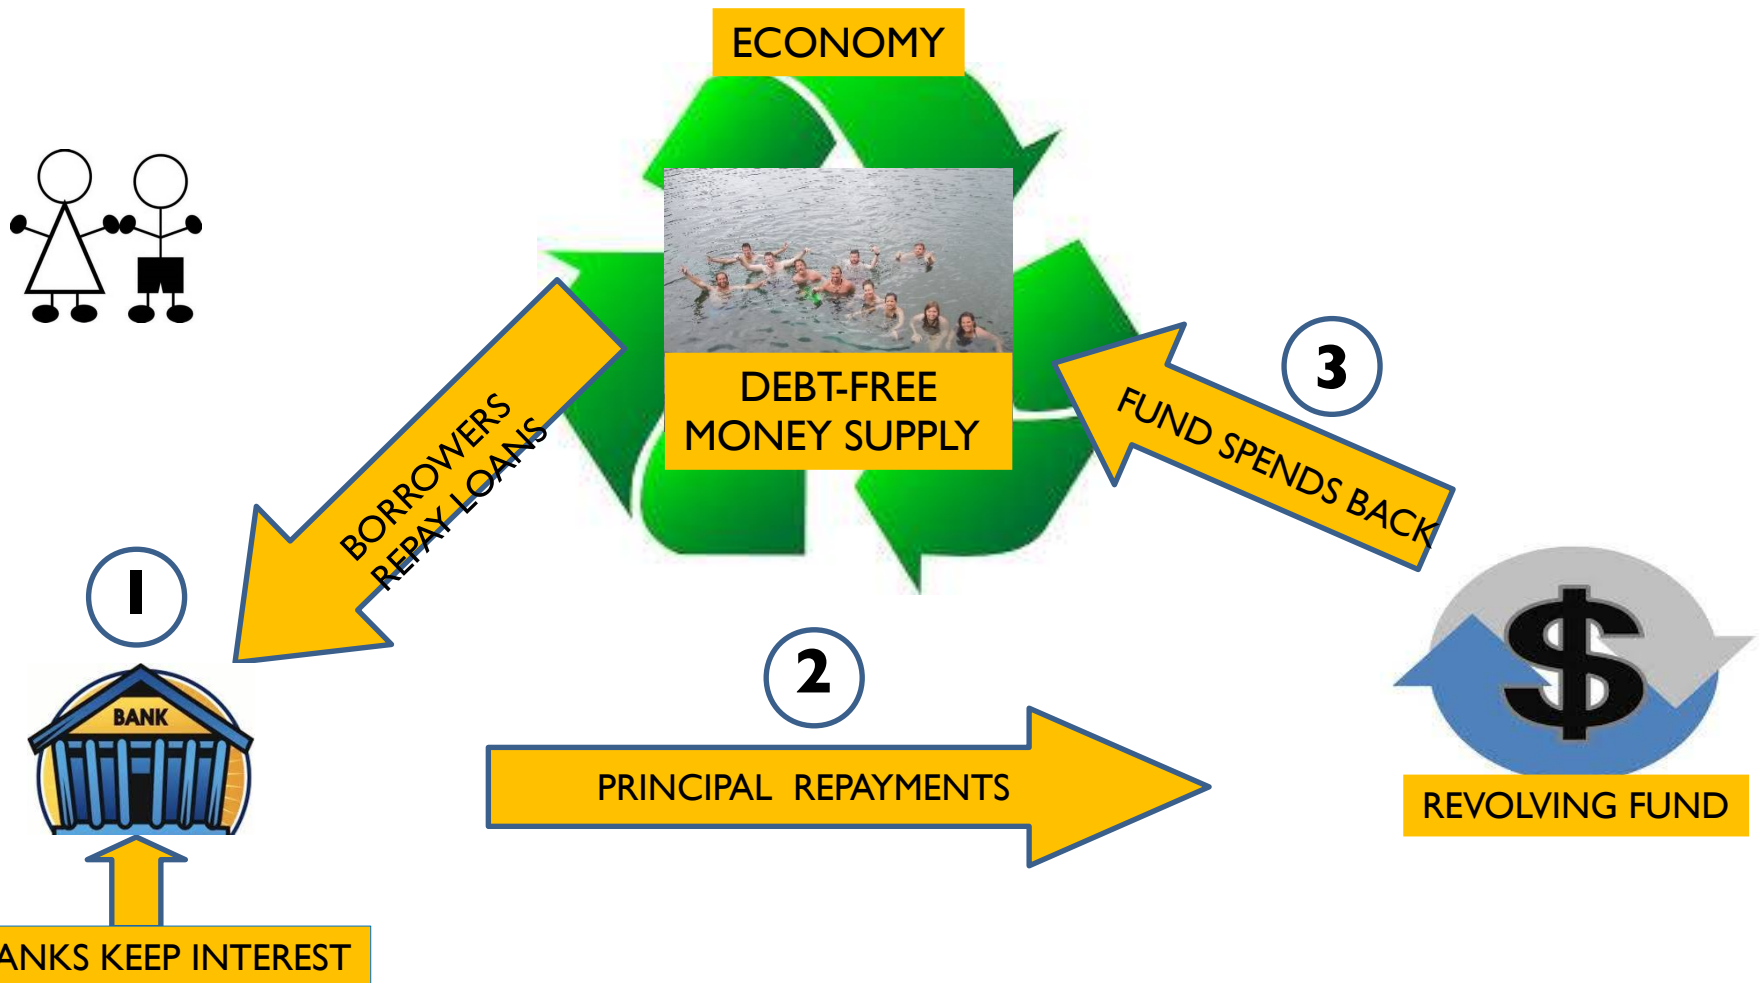 ECONOMY
DEBT-FREE
MONEY SUPPLY
1
BORROWERS
REPAY LOANS
BANK
ANKS KEEP INTEREST
2
PRINCIPAL REPAYMENTS
3
FUND SPENDS BACK
$
REVOLVING FUND